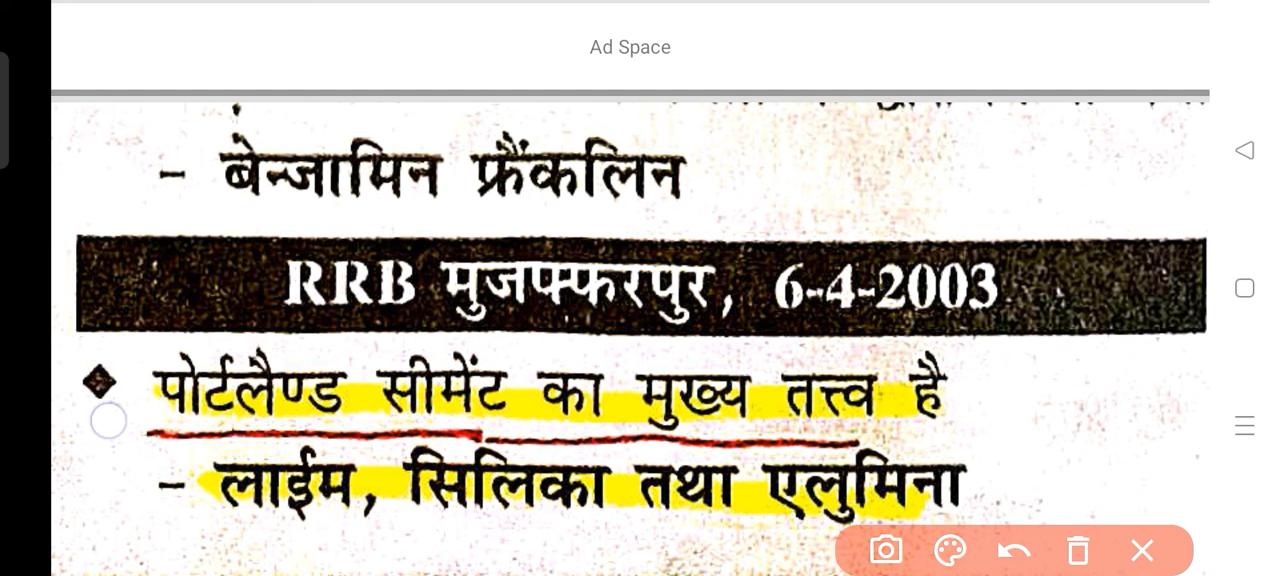 Ad Space
- बेन्जामिन फ्रैंकलिन
RRB मुजफ्फरपुर, 6-4-2003
पोर्टलैण्ड सीमेंट का मुख्य तत्त्व है
- लाईम, सिलिका तथा एलुमिना